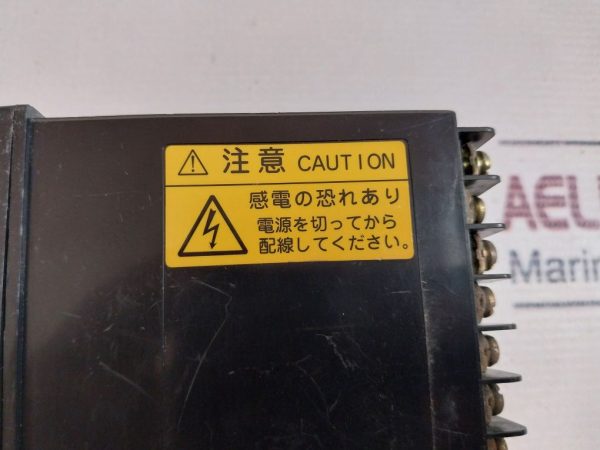 注意 CAUTION
感電の恐れあり
電源を切ってから
配線してください。
AEL
Marin